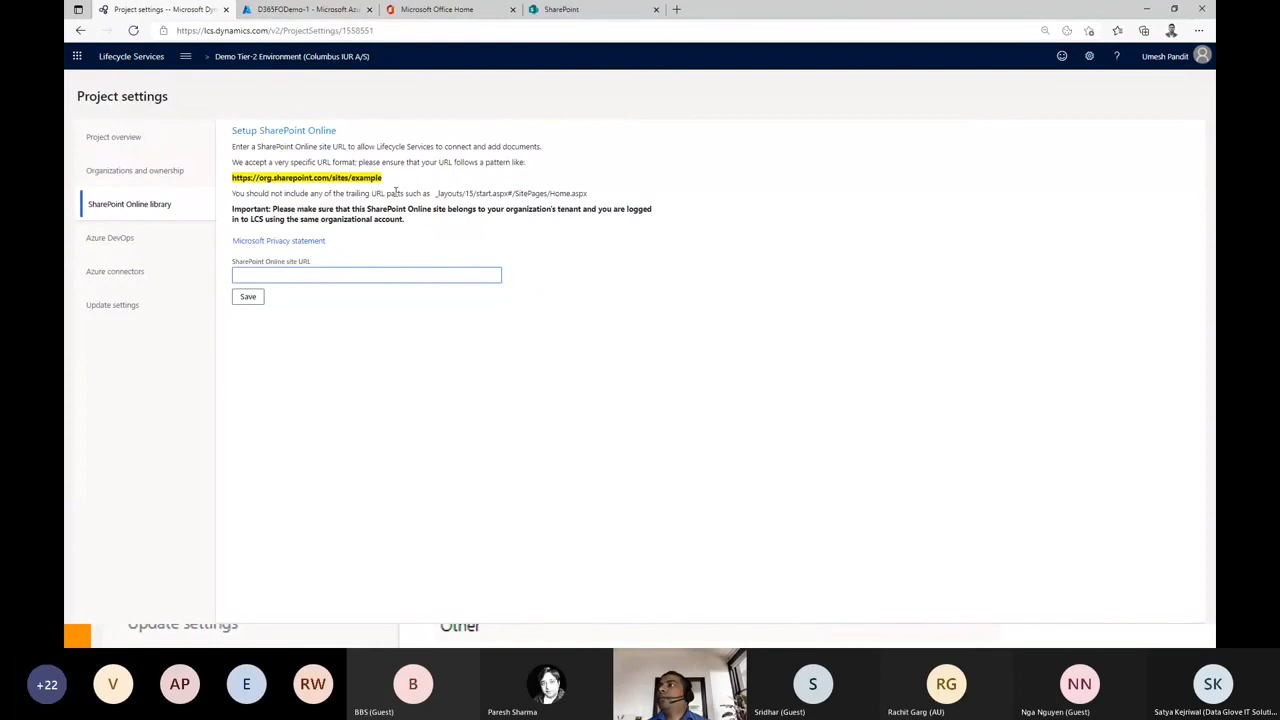 Project settings -- Microsoft Dy
D365FODemo-1 - Microsoft Az
Microsoft Office Home
SharePoint
https://lcs.dynamics.com/v2/ProjectSettings/1558551
Lifecycle Services
> Demo Tier-2 Environment (Columbus IUR A/S)
?
Umesh Pandit
Project settings
Project overview
Organizations and ownership
SharePoint Online library
Azure DevOps
Azure connectors
Update settings
Setup SharePoint Online
Enter a SharePoint Online site URL to allow Lifecycle Services to connect and add documents.
We accept a very specific URL format; please ensure that your URL follows a pattern like:
https://org.sharepoint.com/sites/example
You should not include any of the trailing URL parts such as _layouts/15/start.aspx#/SitePages/Home.aspx
Important: Please make sure that this SharePoint Online site belongs to your organization's tenant and you are logged
in to LCS using the same organizational account.
Microsoft Privacy statement
SharePoint Online site URL
Save
Update settings
Other
+22
V
AP
E
RW
B
S
RG
NN
SK
BBS (Guest)
Paresh Sharma
Sridhar (Guest)
Rachit Garg (AU)
Nga Nguyen (Guest)
Satya Kejriwal (Data Glove IT Soluti...